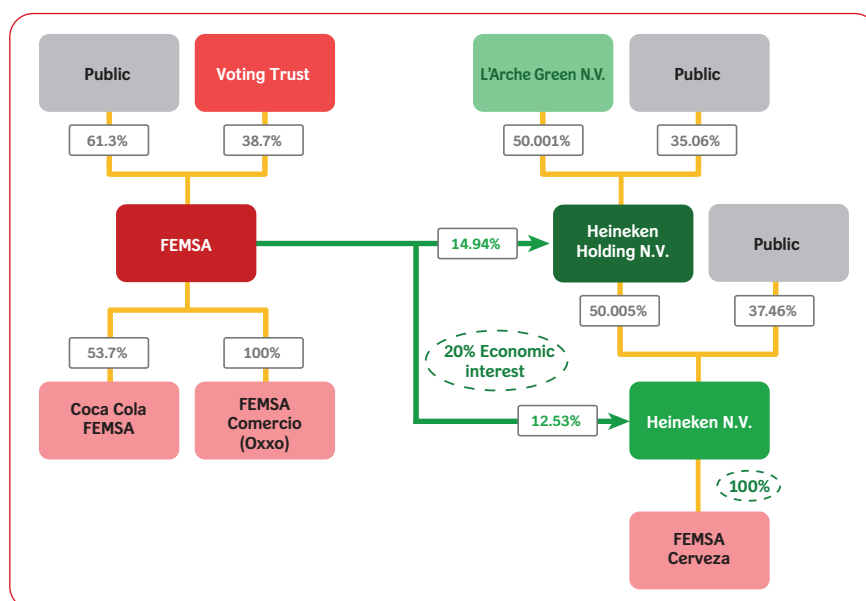 Public
Voting Trust
L'Arche Green N.V.
Public
61.3%
38.7%
50.001%
35.06%
FEMSA
14.94%
Heineken
Holding N.V.
Public
50.005%
37.46%
53.7%
100%
20% Economic
interest
Coca Cola
FEMSA
FEMSA
Comercio
(Oxxo)
12.53%
Heineken N.V.
100%
FEMSA
Cerveza